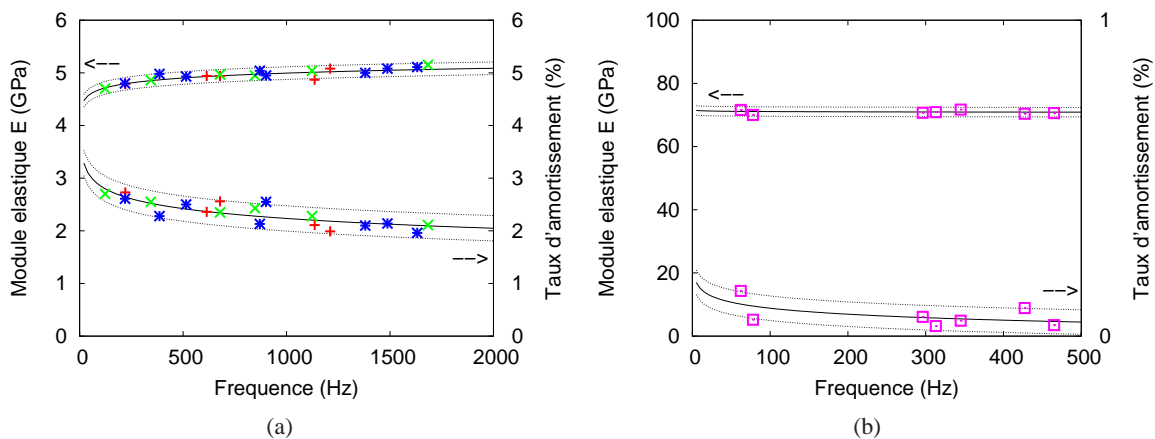 6
5
4
3
2
1
0
Module elastique E (GPa)
0 500 1000 1500 2000
Frequence (Hz)
6
5
4
3
2
1
0
Taux d'amortissement (%)
(a)
100
80
60
40
20
0
Module elastique E (GPa)
0 100 200 300 400 500
Frequence (Hz)
1
0
Taux d'amortissement (%)
(b)